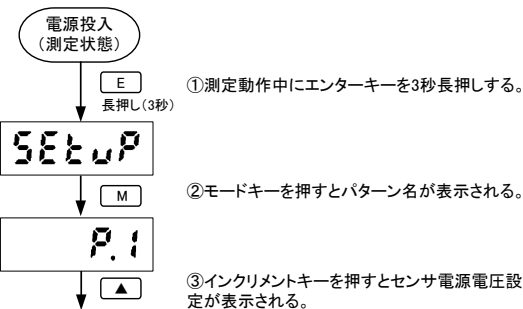 電源投入
(測定状態)
E
長押し(3秒)
①測定動作中にエンターキーを3秒長押しする。
SEtuP
M
②モードキーを押すとパターン名が表示される。
P.1
▲
③インクリメントキーを押すとセンサ電源電圧設
定が表示される。